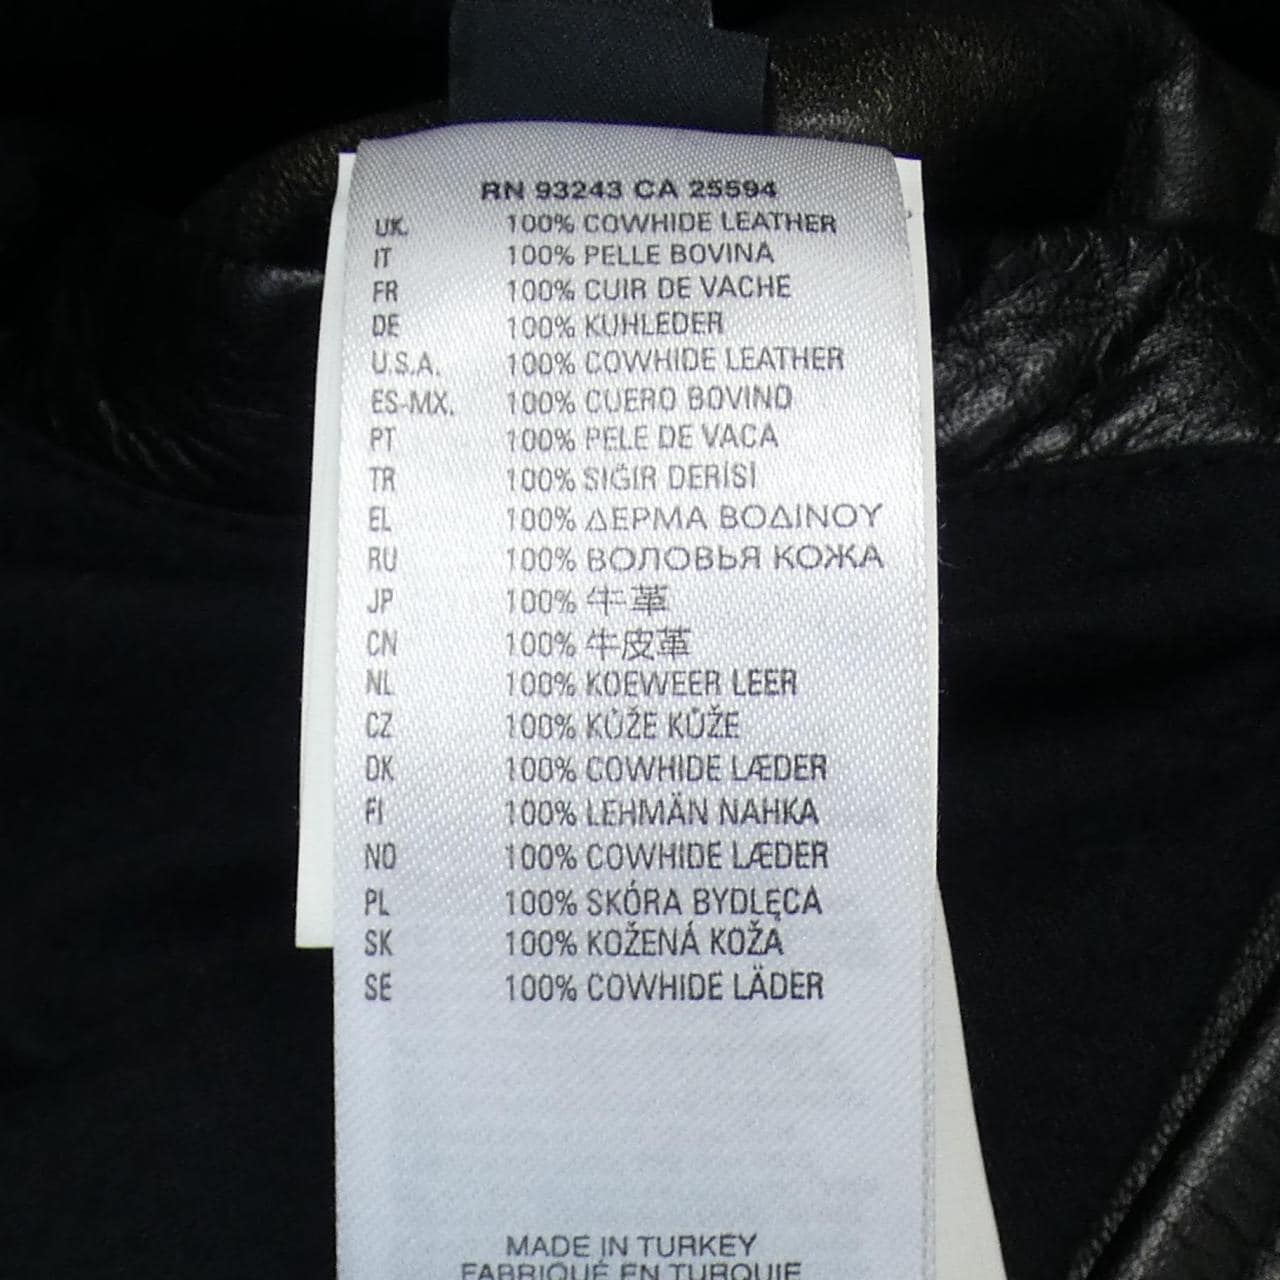 RN 93243 CA 25594
UK. 100% COWHIDE LEATHER
IT 100% PELLE BOVINA
FR 100% CUIR DE VACHE
DE 100% KUHLEDER
U.S.A. 100% COWHIDE LEATHER
ES-MX. 100% CUERO BOVINO
PT 100% PELE DE VACA
TR 100% SIĞIR DERİSİ
EL 100% ΔΕΡΜΑ ΒΟΔΙΝΟΥ
RU 100% ВОЛОВЬЯ КОЖА
JP 100% 牛革
CN 100% 牛皮革
NL 100% KOEWEER LEER
CZ 100% KŮŽE KŮŽE
DK 100% COWHIDE LÆDER
FI 100% LEHMÄN NAHKA
NO 100% COWHIDE LÆDER
PL 100% SKÓRA BYDLĘCA
SK 100% KOŽENÁ KOŽA
SE 100% COWHIDE LÄDER
MADE IN TURKEY
FABRIQUÉ EN TURQUIE